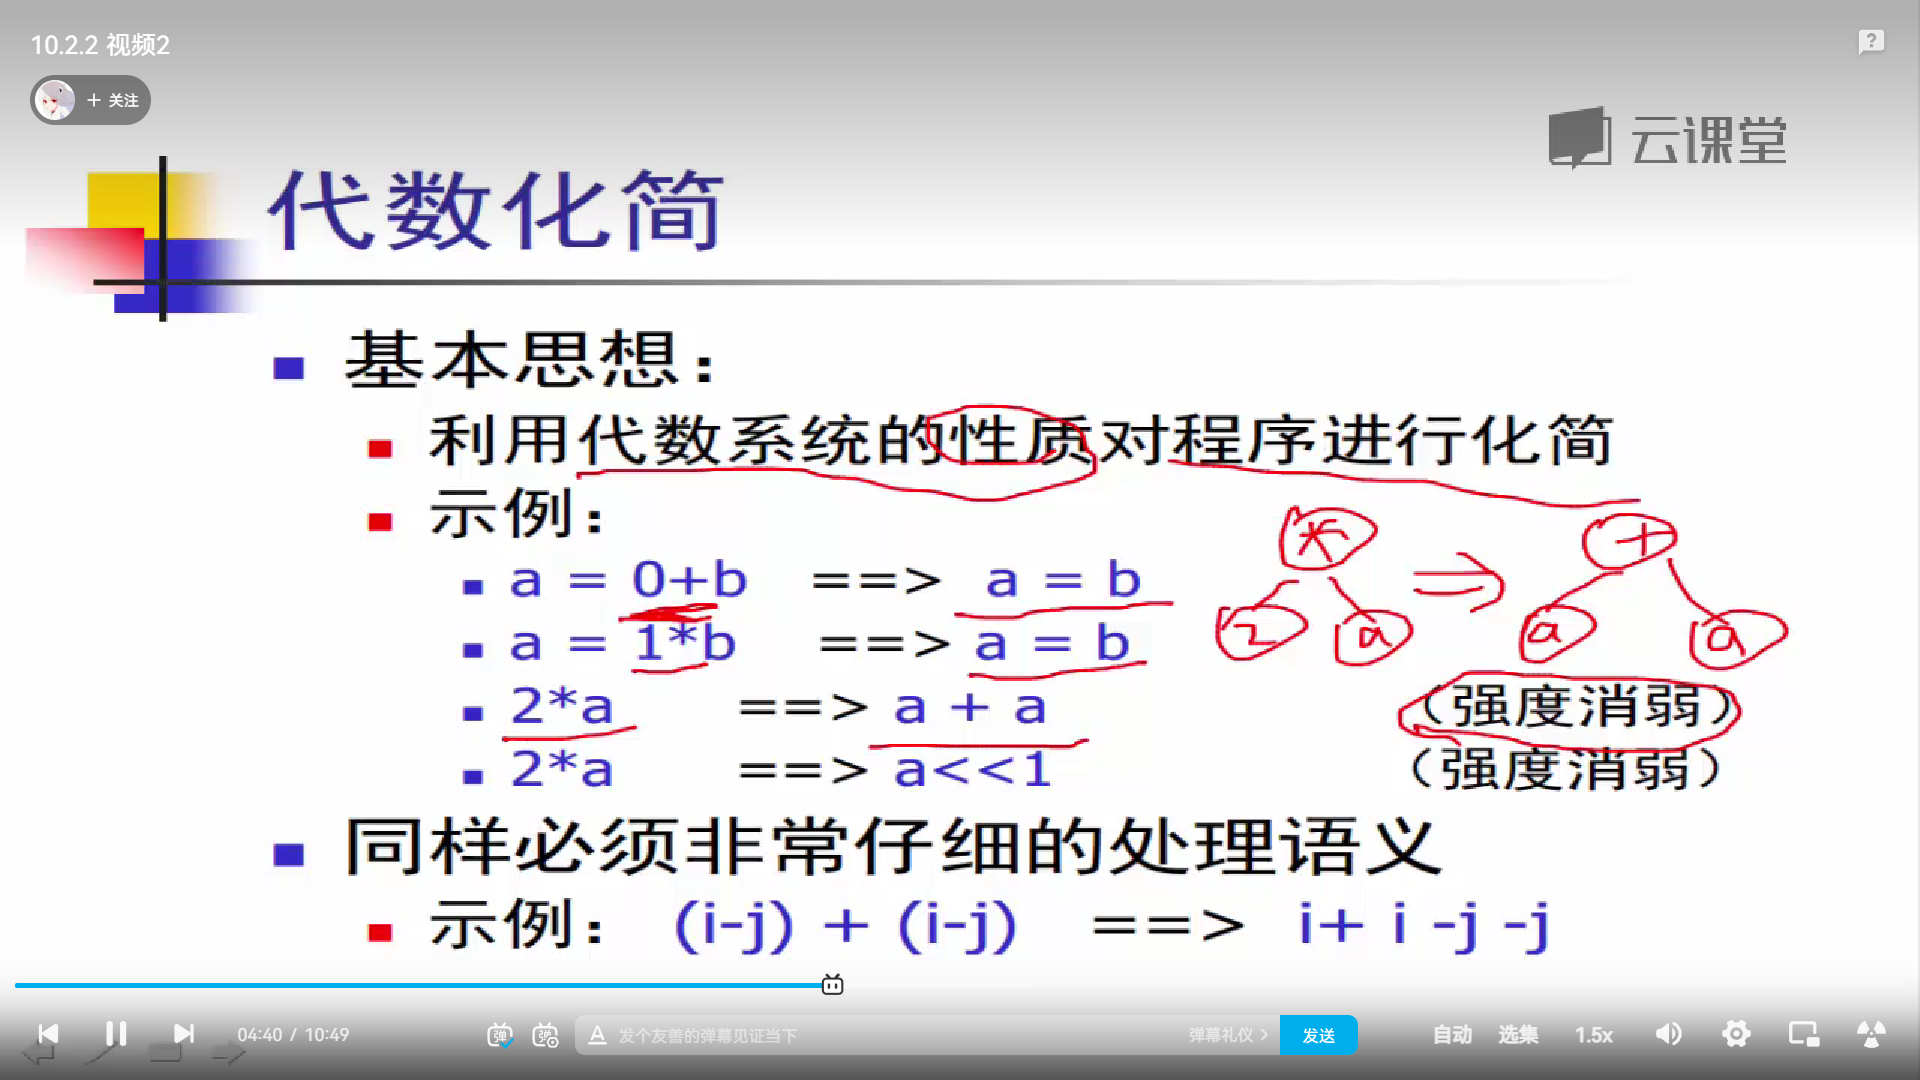 10.2.2 视频2
+ 关注
云课堂
代数化简
基本思想：
利用代数系统的性质对程序进行化简
示例：
* ⇒ +
a = 0+b ==> a = b
2 a a a
a = 1*b ==> a = b
2*a ==> a + a （强度消弱）
2*a ==> a<<1 （强度消弱）
同样必须非常仔细的处理语义
示例： (i-j) + (i-j) ==> i+ i -j -j
04:40 / 10:49 弹 弹 A 发个友善的弹幕见证当下 弹幕礼仪 > 发送 自动 选集 1.5x